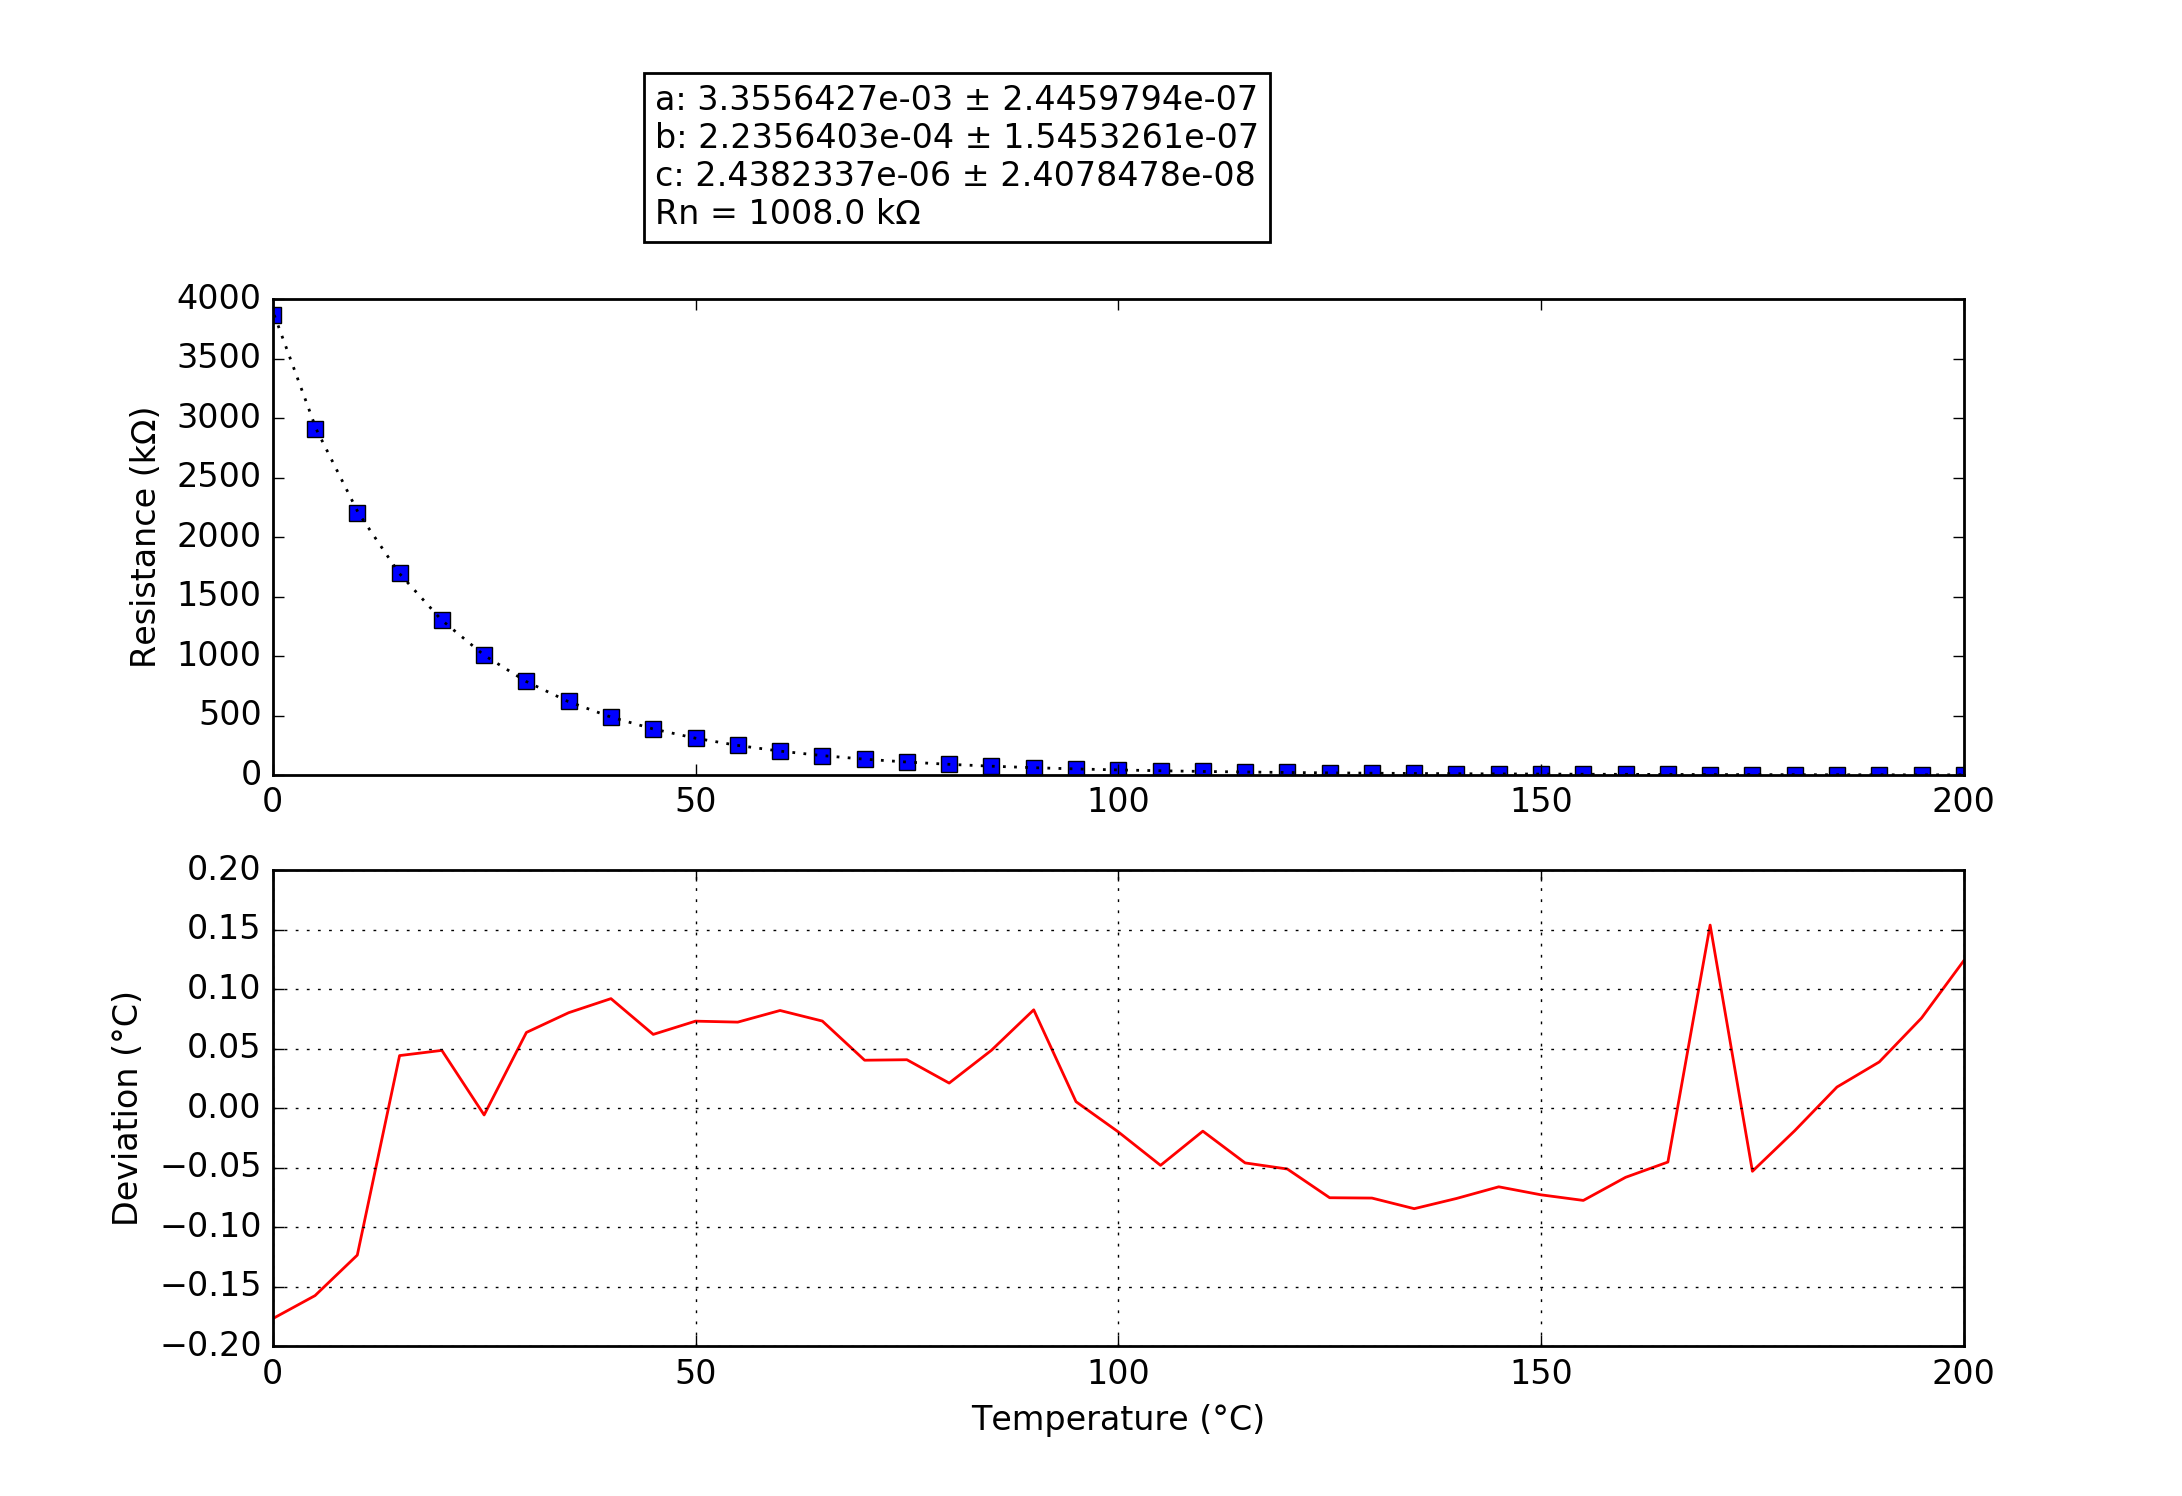 a: 3.3556427e-03 ± 2.4459794e-07
b: 2.2356403e-04 ± 1.5453261e-07
c: 2.4382337e-06 ± 2.4078478e-08
Rn = 1008.0 kΩ
Resistance (kΩ)
4000
3500
3000
2500
2000
1500
1000
500
0
0 50 100 150 200
Deviation (°C)
0.20
0.15
0.10
0.05
0.00
−0.05
−0.10
−0.15
−0.20
0 50 100 150 200
Temperature (°C)